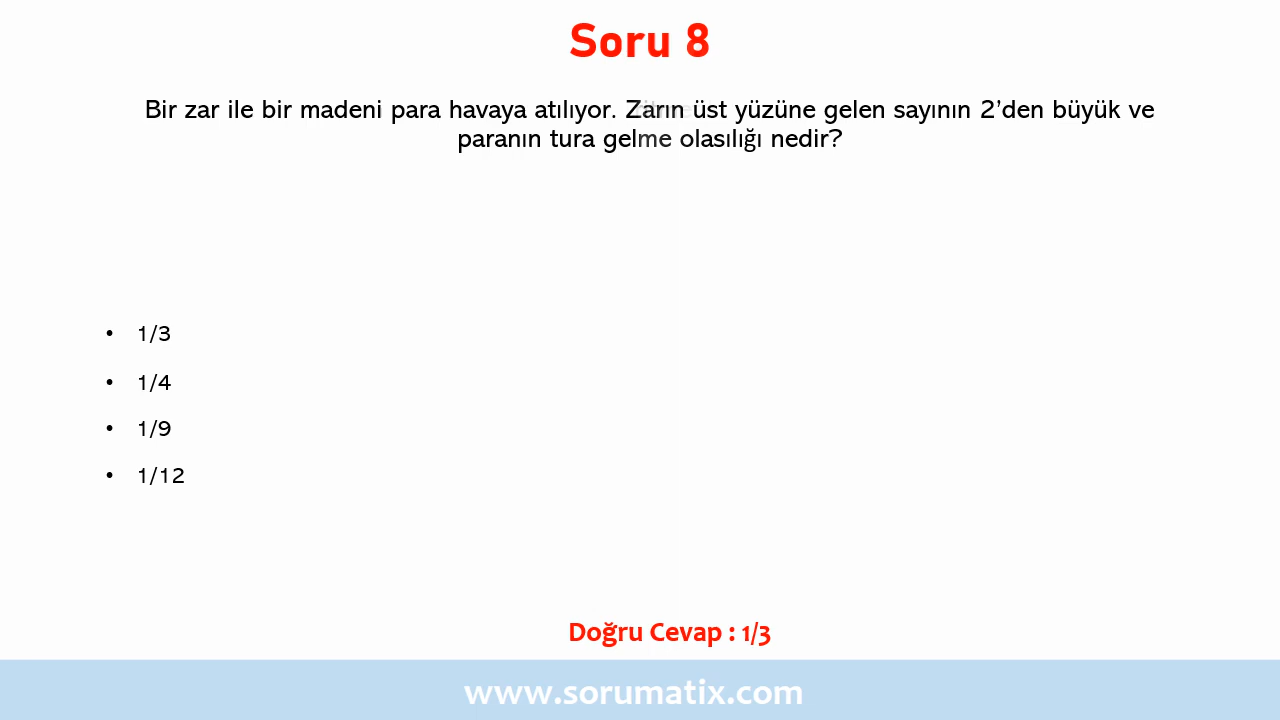 Soru 8
Bir zar ile bir madeni para havaya atılıyor. Zarın üst yüzüne gelen sayının 2’den büyük ve
paranın tura gelme olasılığı nedir?
• 1/3
• 1/4
• 1/9
• 1/12
Doğru Cevap : 1/3
www.sorumatix.com